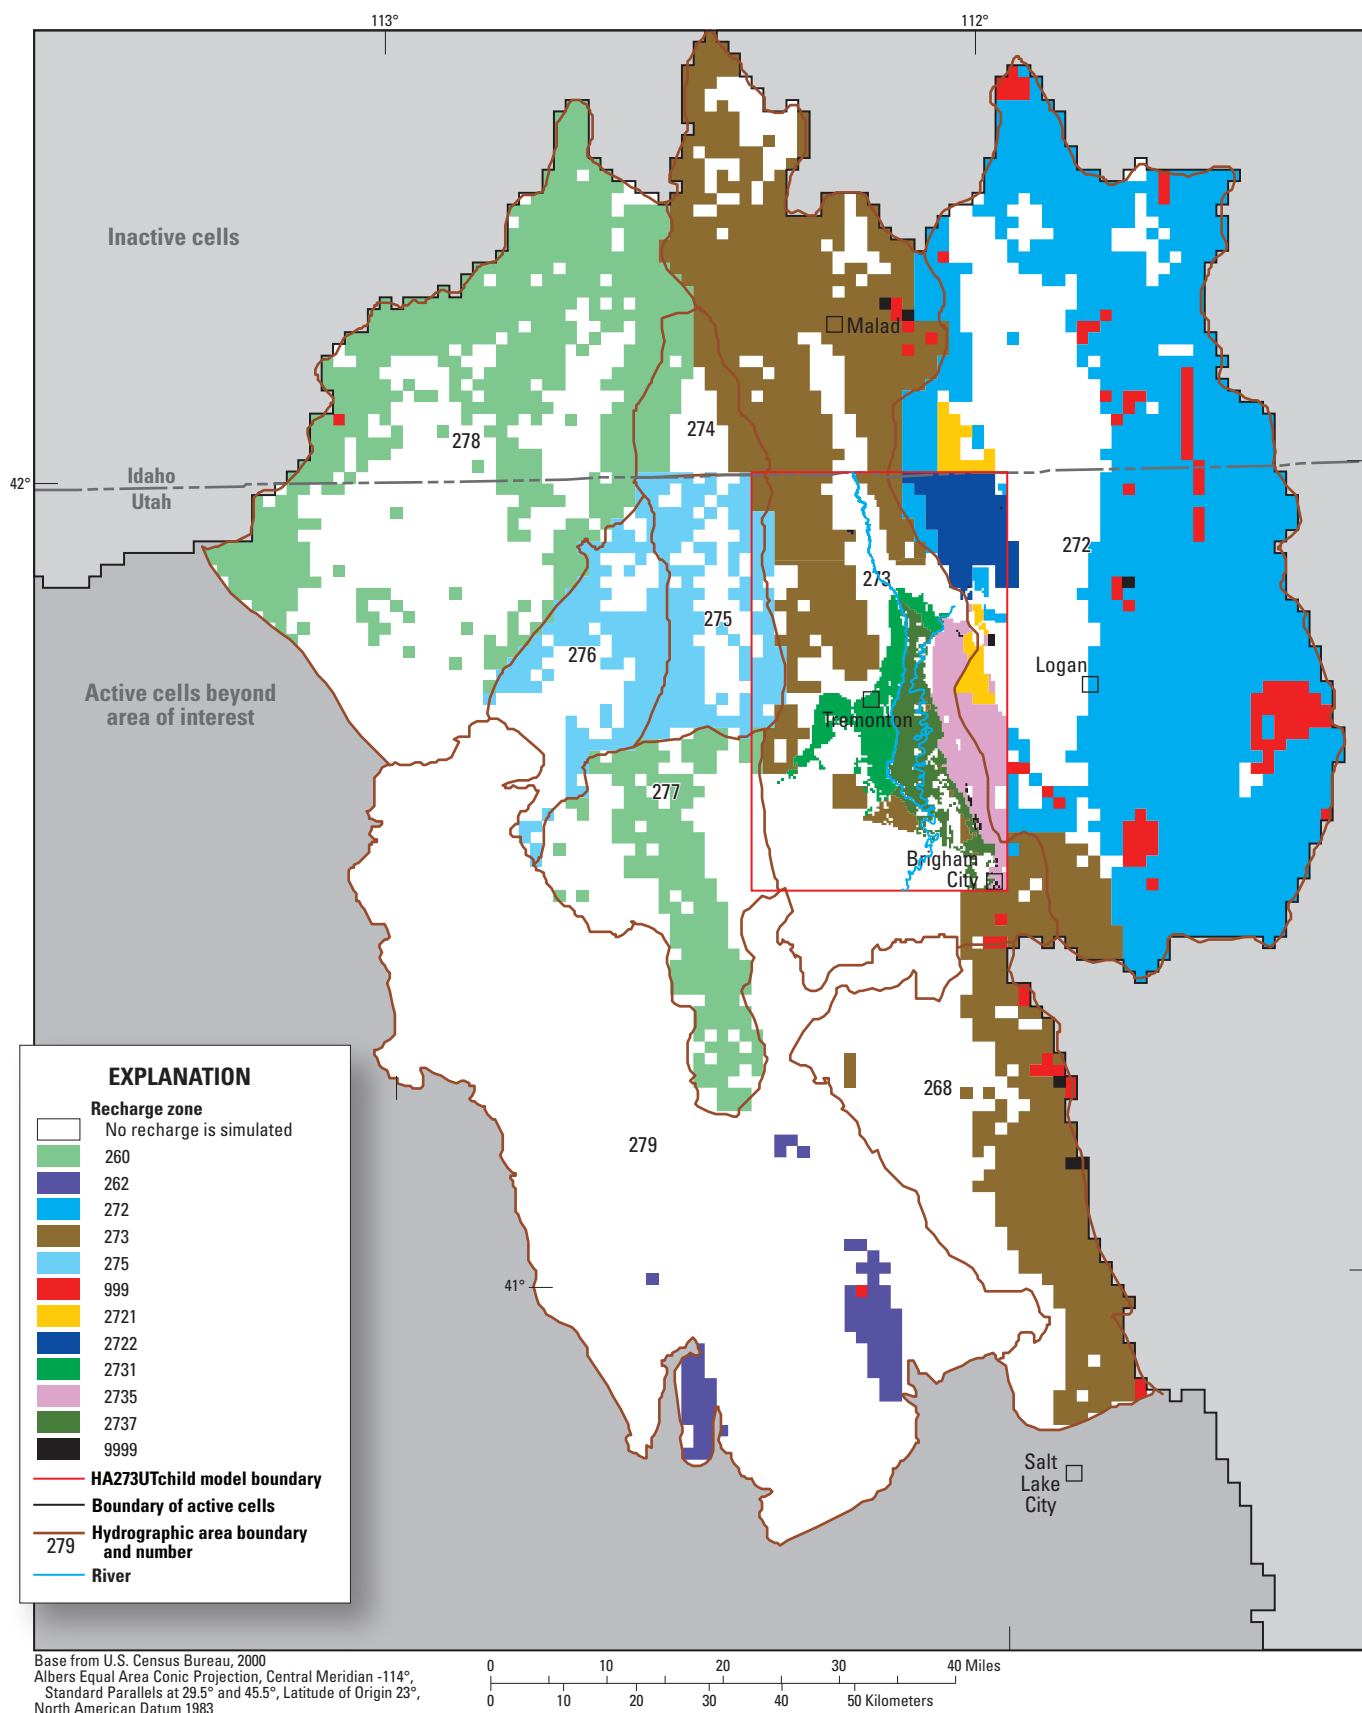 113°
112°
Inactive cells
Malad
278
274
42°
Idaho
Utah
272
273
275
276
Logan
Active cells beyond
area of interest
Tremonton
277
Brigham
City
268
279
41°
EXPLANATION
Recharge zone
No recharge is simulated
260
262
272
273
275
999
2721
2722
2731
2735
2737
9999
HA273UTchild model boundary
Boundary of active cells
279
Hydrographic area boundary
and number
River
Salt
Lake
City
Base from U.S. Census Bureau, 2000
Albers Equal Area Conic Projection, Central Meridian -114°,
Standard Parallels at 29.5° and 45.5°, Latitude of Origin 23°,
North American Datum 1983
0 10 20 30 40 Miles
0 10 20 30 40 50 Kilometers